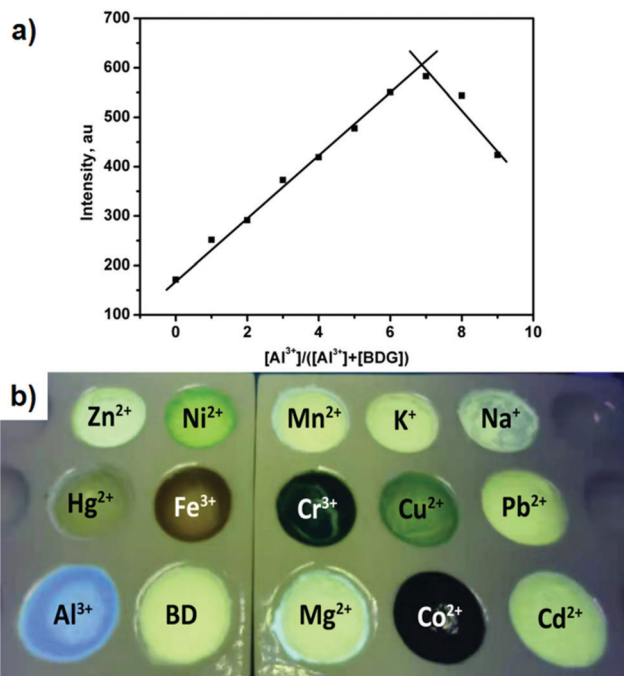 a)
700
600
500
400
300
200
100
Intensity, au
0 2 4 6 8 10
[Al³⁺]/([Al³⁺]+[BDG])
b)
Zn²⁺ Ni²⁺ Mn²⁺ K⁺ Na⁺
Hg²⁺ Fe³⁺ Cr³⁺ Cu²⁺ Pb²⁺
Al³⁺ BD Mg²⁺ Co²⁺ Cd²⁺